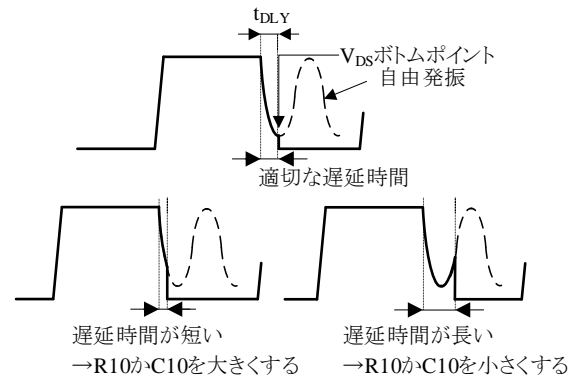 tDLY
VDSボトムポイント
自由発振
適切な遅延時間
遅延時間が短い
→R10かC10を大きくする
遅延時間が長い
→R10かC10を小さくする